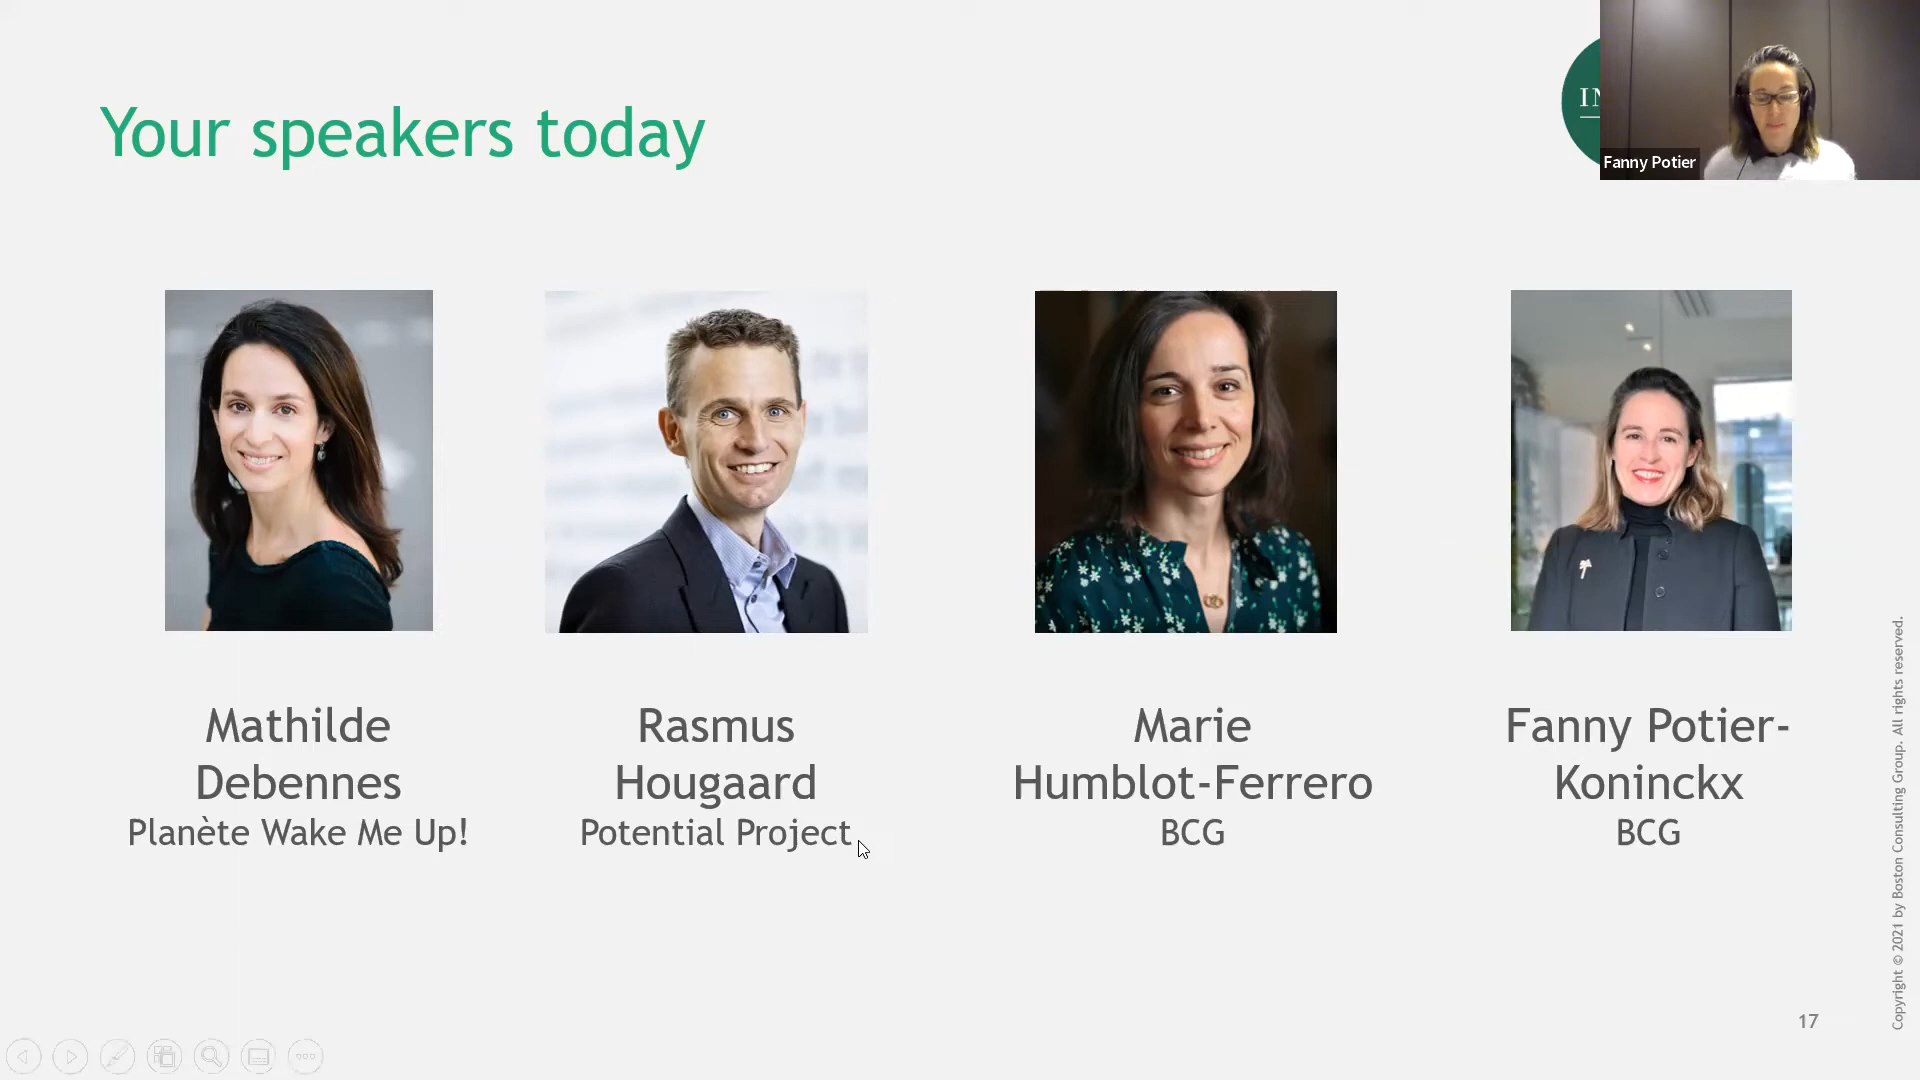 Your speakers today
IN
Fanny Potier
Mathilde
Debennes
Planète Wake Me Up!
Rasmus
Hougaard
Potential Project
Marie
Humblot-Ferrero
BCG
Fanny Potier-
Koninckx
BCG
Copyright © 2021 by Boston Consulting Group. All rights reserved.
17